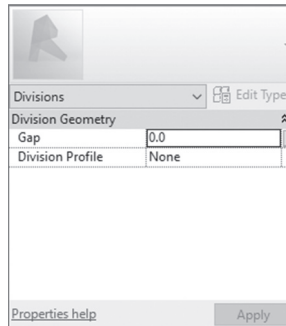 Divisions Edit Type
Division Geometry
Gap 0.0
Division Profile None
Properties help Apply